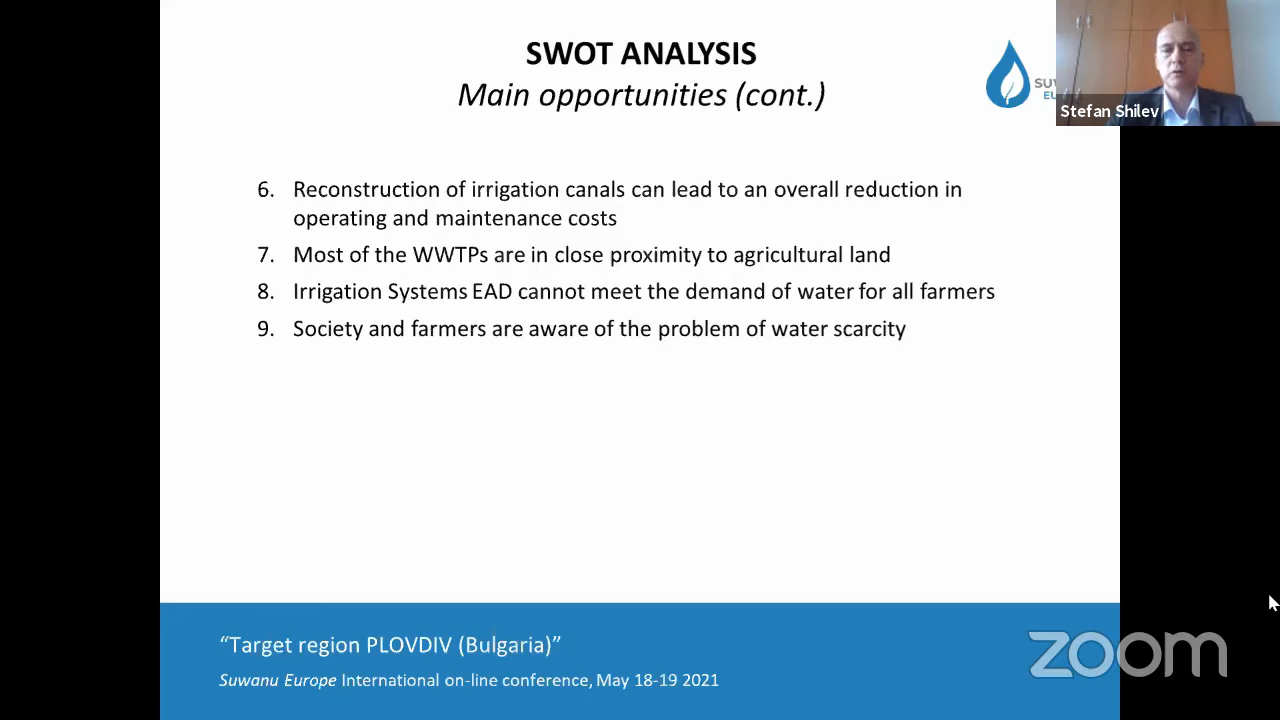 SWOT ANALYSIS
Main opportunities (cont.)
SUW
EU
Stefan Shilev
6. Reconstruction of irrigation canals can lead to an overall reduction in
operating and maintenance costs
7. Most of the WWTPs are in close proximity to agricultural land
8. Irrigation Systems EAD cannot meet the demand of water for all farmers
9. Society and farmers are aware of the problem of water scarcity
“Target region PLOVDIV (Bulgaria)”
Suwanu Europe International on-line conference, May 18-19 2021
zoom